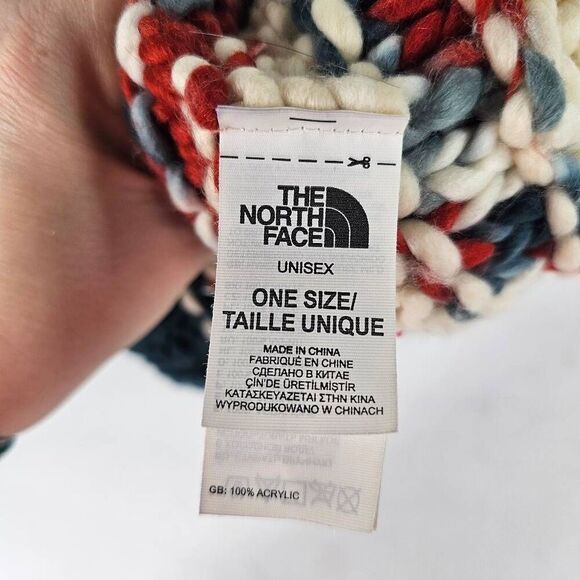 THE
NORTH
FACE
UNISEX
ONE SIZE/
TAILLE UNIQUE
MADE IN CHINA
FABRIQUÉ EN CHINE
СДЕЛАНО В КИТАЕ
ÇİN'DE ÜRETİLMİŞTİR
ΚΑΤΑΣΚΕΥΑΖΕΤΑΙ ΣΤΗΝ ΚΙΝΑ
WYPRODUKOWANO W CHINACH
GB: 100% ACRYLIC